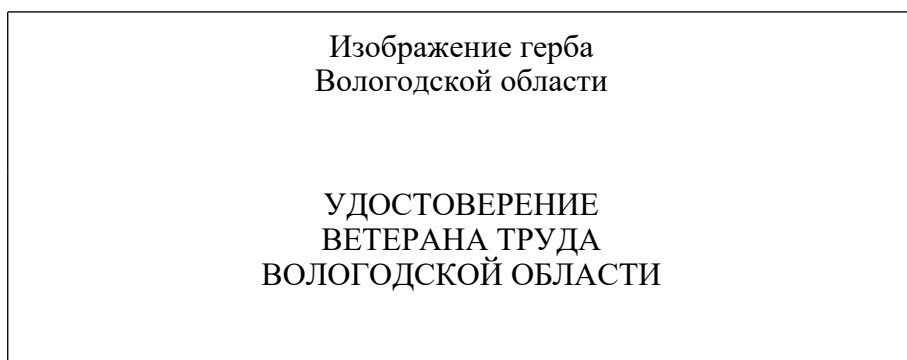 Изображение герба
Вологодской области
УДОСТОВЕРЕНИЕ
ВЕТЕРАНА ТРУДА
ВОЛОГОДСКОЙ ОБЛАСТИ